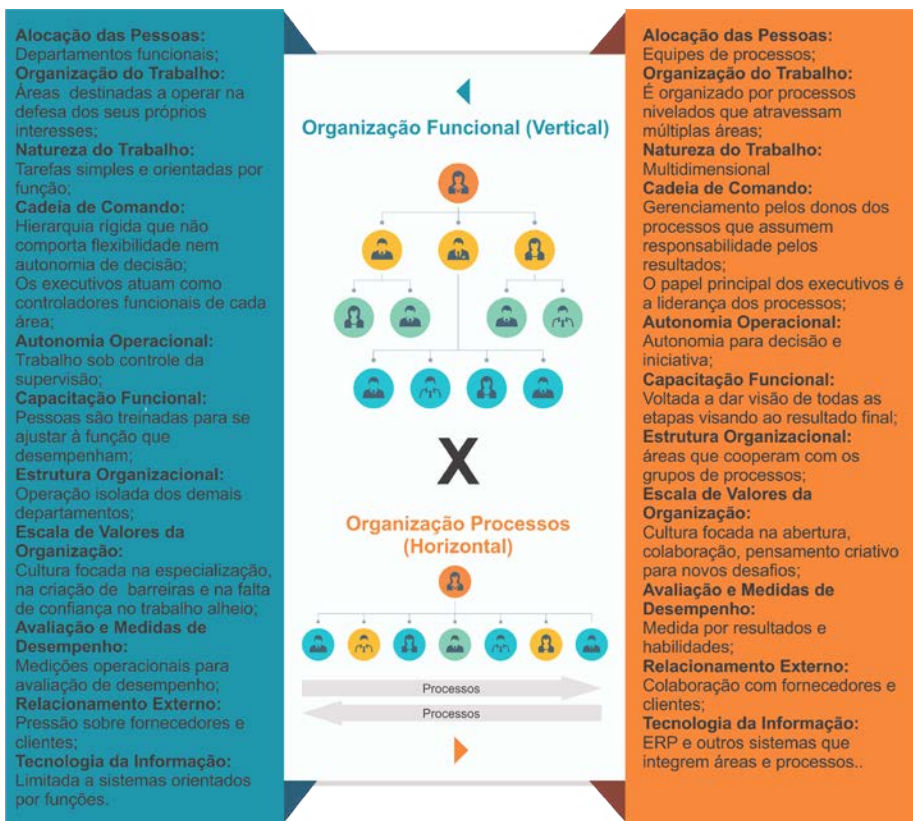 Alocação das Pessoas:
Departamentos funcionais;
Organização do Trabalho:
Áreas destinadas a operar na
defesa dos seus próprios
interesses;
Natureza do Trabalho:
Tarefas simples e orientadas por
função;
Cadeia de Comando:
Hierarquia rígida que não
comporta flexibilidade nem
autonomia de decisão;
Os executivos atuam como
controladores funcionais de cada
área;
Autonomia Operacional:
Trabalho sob controle da
supervisão;
Capacitação Funcional:
Pessoas são treinadas para se
ajustar à função que
desempenham;
Estrutura Organizacional:
Operação isolada dos demais
departamentos;
Escala de Valores da
Organização:
Cultura focada na especialização,
na criação de barreiras e na falta
de confiança no trabalho alheio;
Avaliação e Medidas de
Desempenho:
Medições operacionais para
avaliação de desempenho;
Relacionamento Externo:
Pressão sobre fornecedores e
clientes;
Tecnologia da Informação:
Limitada a sistemas orientados
por funções.
Organização Funcional (Vertical)
X
Organização Processos
(Horizontal)
Processos
Processos
Alocação das Pessoas:
Equipes de processos;
Organização do Trabalho:
É organizado por processos
nivelados que atravessam
múltiplas áreas;
Natureza do Trabalho:
Multidimensional
Cadeia de Comando:
Gerenciamento pelos donos dos
processos que assumem
responsabilidade pelos
resultados;
O papel principal dos executivos é
a liderança dos processos;
Autonomia Operacional:
Autonomia para decisão e
iniciativa;
Capacitação Funcional:
Voltada a dar visão de todas as
etapas visando ao resultado final;
Estrutura Organizacional:
áreas que cooperam com os
grupos de processos;
Escala de Valores da
Organização:
Cultura focada na abertura,
colaboração, pensamento criativo
para novos desafios;
Avaliação e Medidas de
Desempenho:
Medida por resultados e
habilidades;
Relacionamento Externo:
Colaboração com fornecedores e
clientes;
Tecnologia da Informação:
ERP e outros sistemas que
integrem áreas e processos..